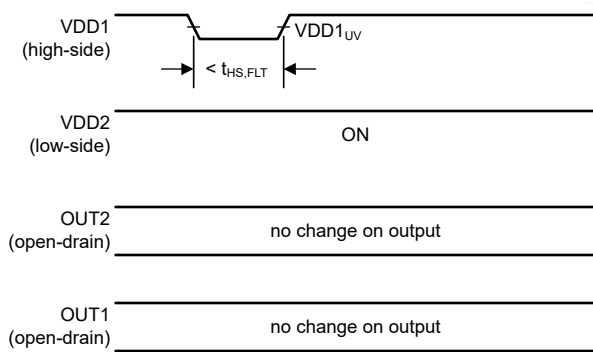 VDD1
(high-side)
VDD1UV
< tHS,FLT
VDD2
(low-side)
ON
OUT2
(open-drain)
no change on output
OUT1
(open-drain)
no change on output